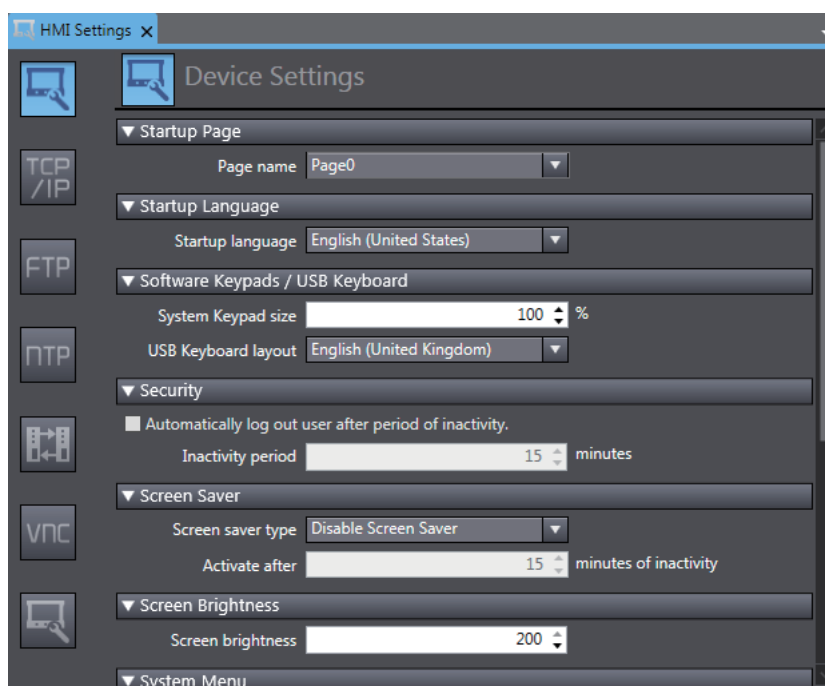 HMI Settings
Device Settings
TCP
/IP
FTP
NTP
VNC
Startup Page
Page name Page0
Startup Language
Startup language English (United States)
Software Keypads / USB Keyboard
System Keypad size 100 %
USB Keyboard layout English (United Kingdom)
Security
Automatically log out user after period of inactivity.
Inactivity period 15 minutes
Screen Saver
Screen saver type Disable Screen Saver
Activate after 15 minutes of inactivity
Screen Brightness
Screen brightness 200
System Menu